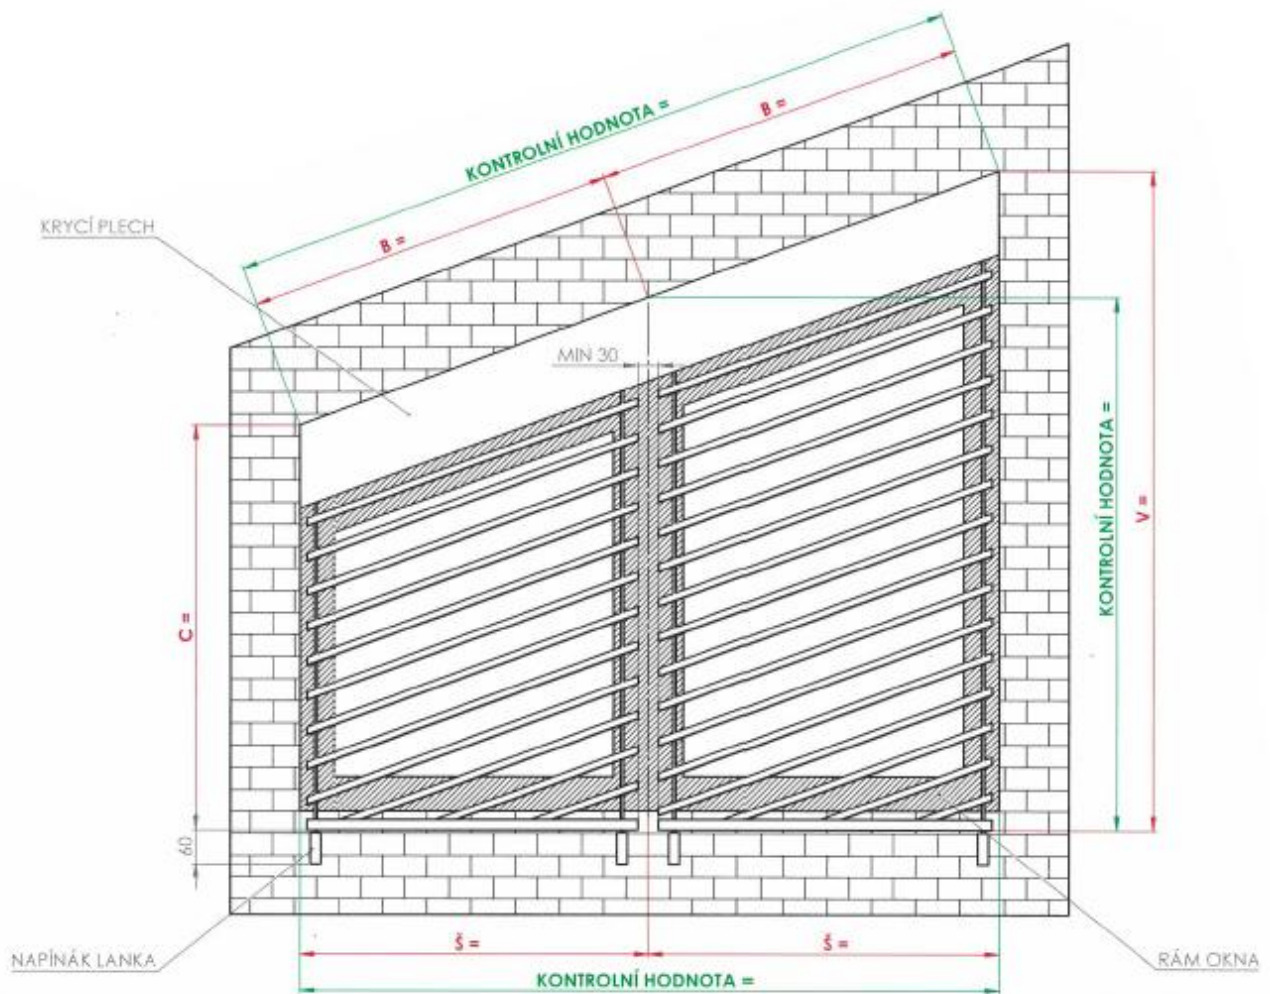 KONTROLNÍ HODNOTA =
B =
B =
KRYCÍ PLECH
MIN 30
KONTROLNÍ HODNOTA =
V =
C =
60
Š =
Š =
NAPÍNÁK LANKA
RÁM OKNA
KONTROLNÍ HODNOTA =